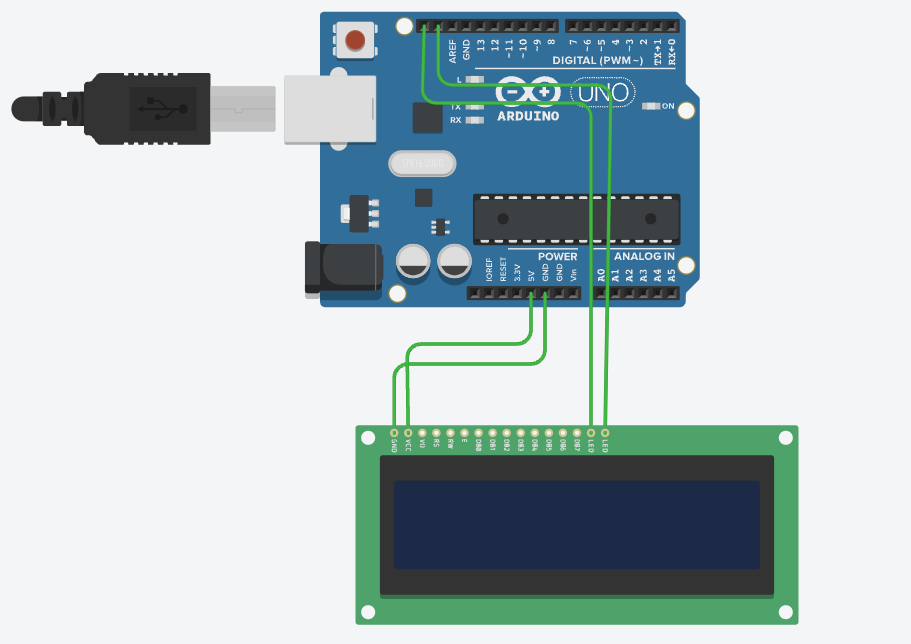 AREF
GND
13
12
~11
~10
~9
8
7
~6
~5
4
~3
2
TX→1
RX←0
DIGITAL (PWM~)
L
TX
RX
UNO
ON
ARDUINO
POWER
ANALOG IN
IOREF
RESET
3.3V
5V
GND
GND
Vin
A0
A1
A2
A3
A4
A5
GND
VCC
V0
RS
RW
E
DB0
DB1
DB2
DB3
DB4
DB5
DB6
DB7
LED
LED